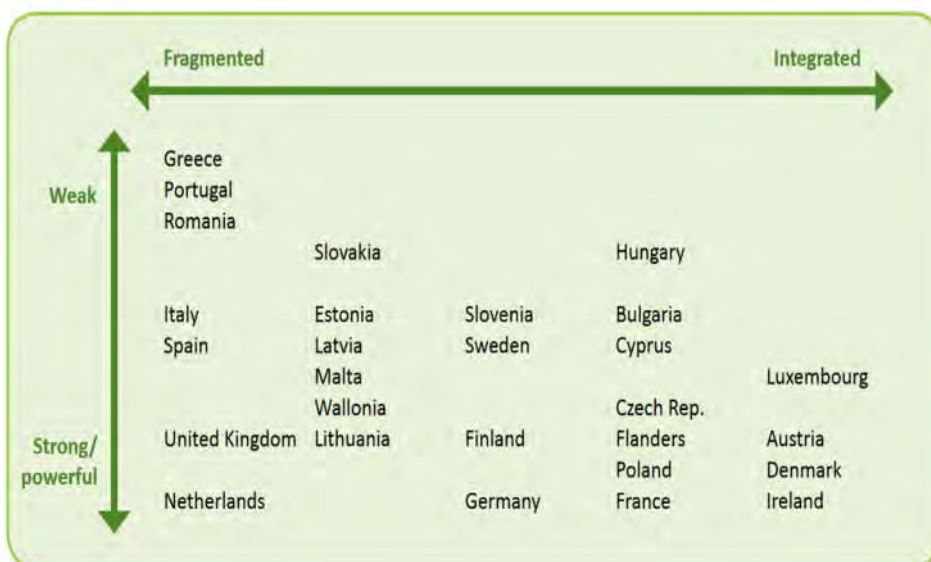 Fragmented Integrated
Greece
Weak Portugal
Romania
Slovakia Hungary
Italy Estonia Slovenia Bulgaria
Spain Latvia Sweden Cyprus
Malta Luxembourg
Wallonia Czech Rep.
Strong/ United Kingdom Lithuania Finland Flanders Austria
powerful Poland Denmark
Netherlands Germany France Ireland